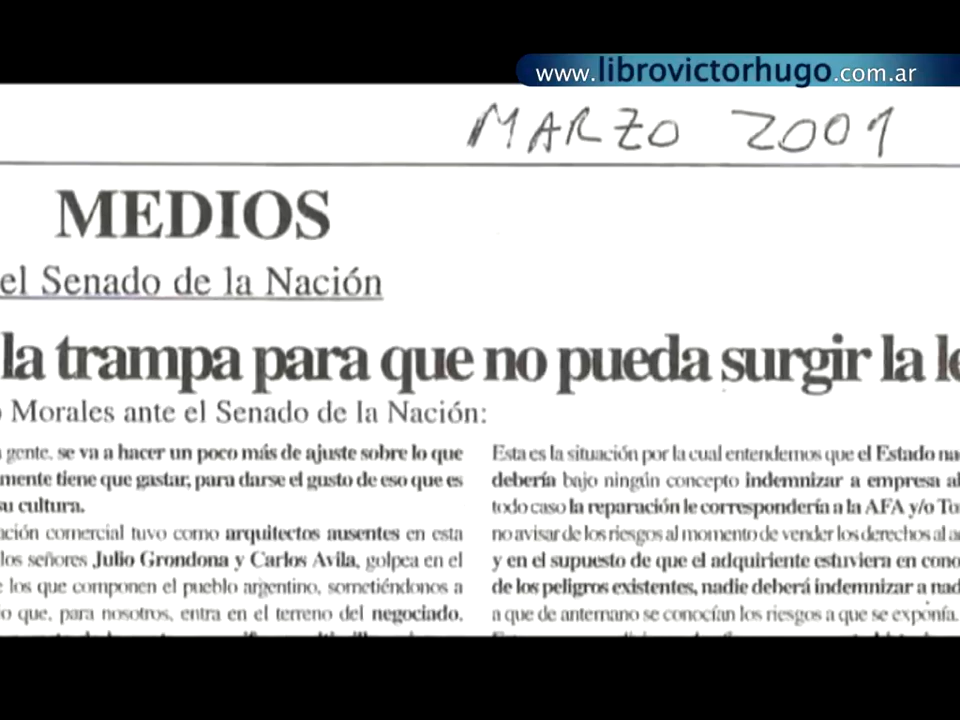 www.librovictorhugo.com.ar
MARZO 2001
MEDIOS
el Senado de la Nación
la trampa para que no pueda surgir la
Morales ante el Senado de la Nación:
gente, se va a hacer un poco más de ajuste sobre lo que
mente tiene que gastar, para darse el gusto de eso que es
su cultura.
ción comercial tuvo como arquitectos ausentes en esta
los señores Julio Grondona y Carlos Avila, golpea en el
los que componen el pueblo argentino, sometiéndonos a
que, para nosotros, entra en el terreno del negociado,
Esta es la situación por la cual entendemos que el Estado
debería bajo ningún concepto indemnizar a empresa
todo caso la reparación le correspondería a la AFA y/o
no avisar de los riesgos al momento de vender los derechos al
y en el supuesto de que el adquiriente estuviera en
de los peligros existentes, nadie deberá indemnizar a
a que de antemano se conocían los riesgos a que se exponía.